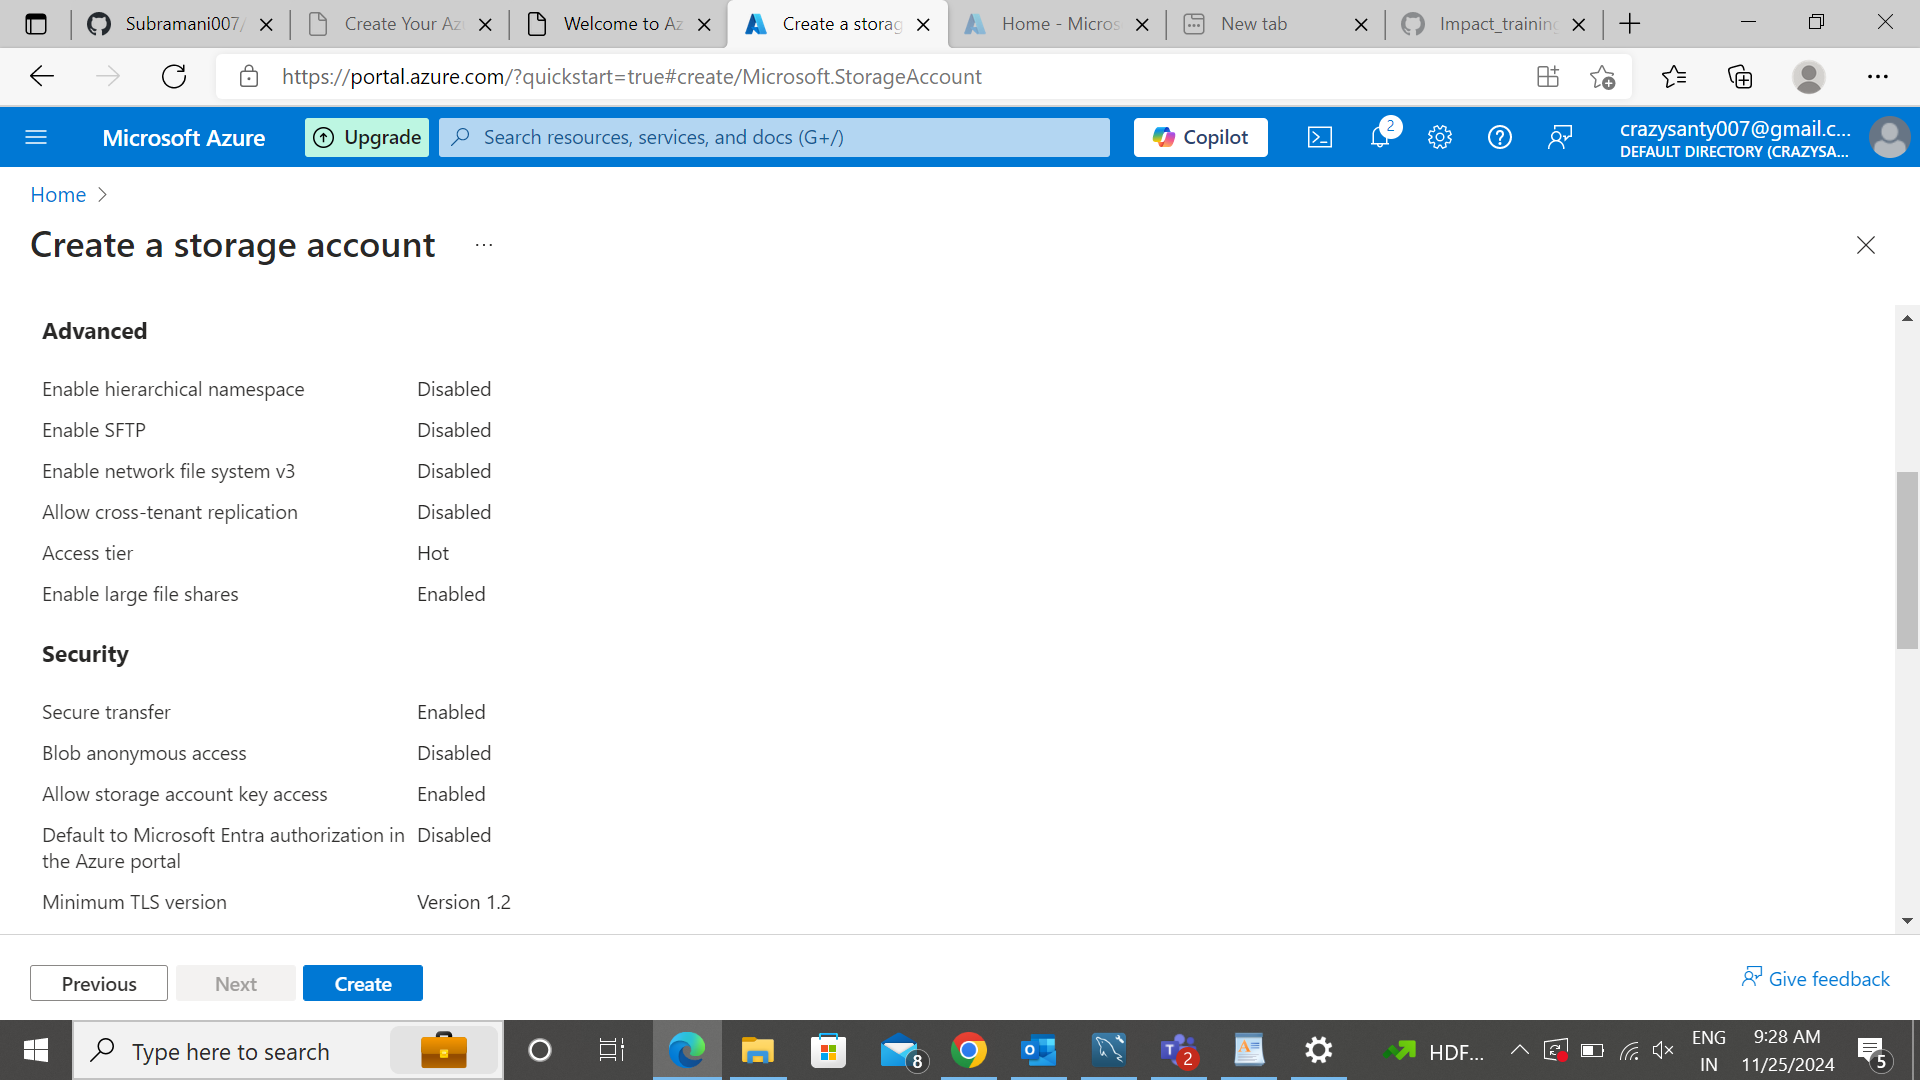 Subramani007/
Create Your Az
Welcome to Az
Create a storag
Home - Micros
New tab
Impact_training
https://portal.azure.com/?quickstart=true#create/Microsoft.StorageAccount
Microsoft Azure
Upgrade
Search resources, services, and docs (G+/)
Copilot
2
crazysanty007@gmail.c...
DEFAULT DIRECTORY (CRAZYSA...
Home
Create a storage account
...
Advanced
Enable hierarchical namespace Disabled
Enable SFTP Disabled
Enable network file system v3 Disabled
Allow cross-tenant replication Disabled
Access tier Hot
Enable large file shares Enabled
Security
Secure transfer Enabled
Blob anonymous access Disabled
Allow storage account key access Enabled
Default to Microsoft Entra authorization in Disabled
the Azure portal
Minimum TLS version Version 1.2
Previous
Next
Create
Give feedback
Type here to search
8
2
HDF...
ENG
IN
9:28 AM
11/25/2024
5